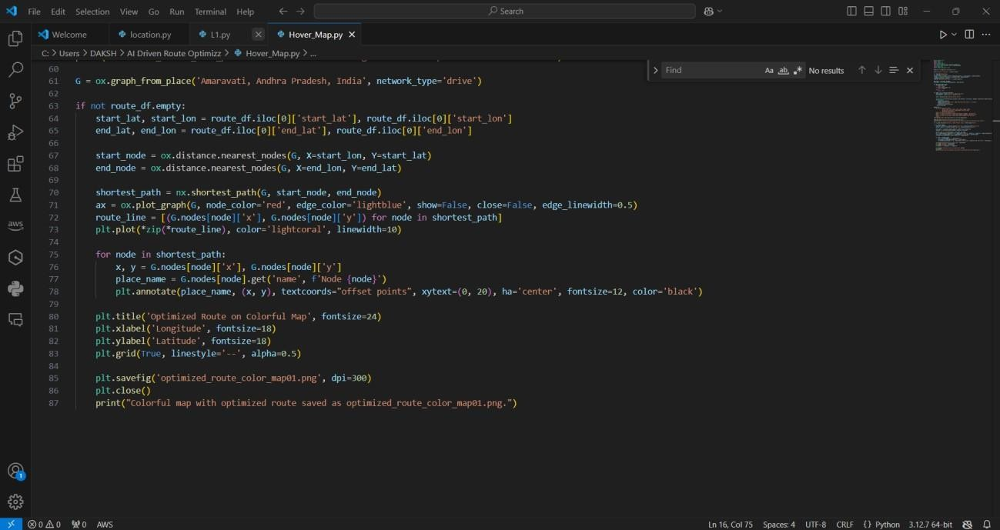 File Edit Selection View Go Run Terminal Help
Search
Welcome location.py L1.py Hover_Map.py
C: > Users > DAKSH > AI Driven Route Optimizz > Hover_Map.py > ...
Find Aa ab No results
60
61 G = ox.graph_from_place('Amaravati, Andhra Pradesh, India', network_type='drive')
62
63 if not route_df.empty:
64 start_lat, start_lon = route_df.iloc[0]['start_lat'], route_df.iloc[0]['start_lon']
65 end_lat, end_lon = route_df.iloc[0]['end_lat'], route_df.iloc[0]['end_lon']
66
67 start_node = ox.distance.nearest_nodes(G, X=start_lon, Y=start_lat)
68 end_node = ox.distance.nearest_nodes(G, X=end_lon, Y=end_lat)
69
70 shortest_path = nx.shortest_path(G, start_node, end_node)
71 ax = ox.plot_graph(G, node_color='red', edge_color='lightblue', show=False, close=False, edge_linewidth=0.5)
72 route_line = [(G.nodes[node]['x'], G.nodes[node]['y']) for node in shortest_path]
73 plt.plot(*zip(*route_line), color='lightcoral', linewidth=10)
74
75 for node in shortest_path:
76 x, y = G.nodes[node]['x'], G.nodes[node]['y']
77 place_name = G.nodes[node].get('name', f'Node {node}')
78 plt.annotate(place_name, (x, y), textcoords="offset points", xytext=(0, 20), ha='center', fontsize=12, color='black')
79
80 plt.title('Optimized Route on Colorful Map', fontsize=24)
81 plt.xlabel('Longitude', fontsize=18)
82 plt.ylabel('Latitude', fontsize=18)
83 plt.grid(True, linestyle='--', alpha=0.5)
84
85 plt.savefig('optimized_route_color_map01.png', dpi=300)
86 plt.close()
87 print("Colorful map with optimized route saved as optimized_route_color_map01.png.")
aws
1
0 0 0 AWS
Ln 16, Col 75 Spaces: 4 UTF-8 CRLF {} Python 3.12.7 64-bit